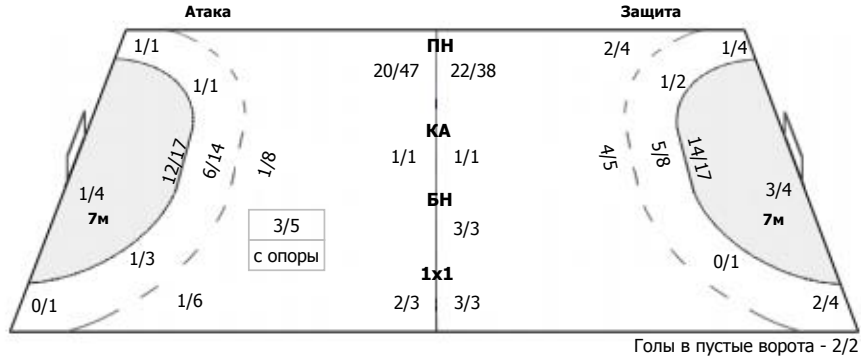 Атака Защита
1/1 ПН 2/4 1/4
20/47 22/38
1/1 1/2
КА
12/17 6/14 1/8 1/1 1/1 4/5 5/8 14/17
1/4 3/4
7м БН 7м
3/5 3/3
с опоры
1/3 0/1
1x1
0/1 1/6 2/3 3/3 2/4
Голы в пустые ворота - 2/2